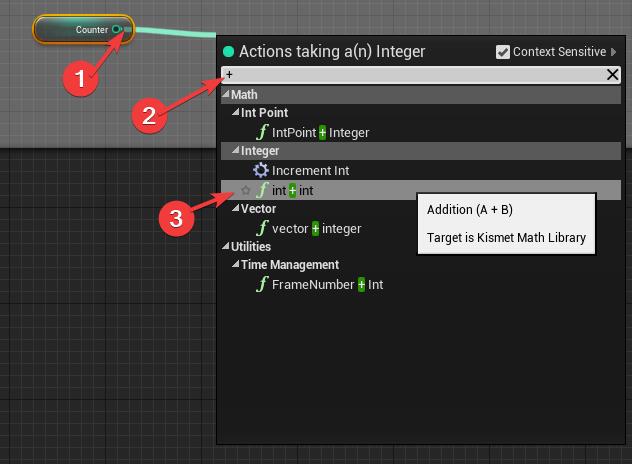 Counter
1
Actions taking a(n) Integer
Context Sensitive
2
+
Math
Int Point
f IntPoint + Integer
Integer
Increment Int
3
f int + int
Addition (A + B)
Target is Kismet Math Library
Vector
f vector + integer
Utilities
Time Management
f FrameNumber + Int